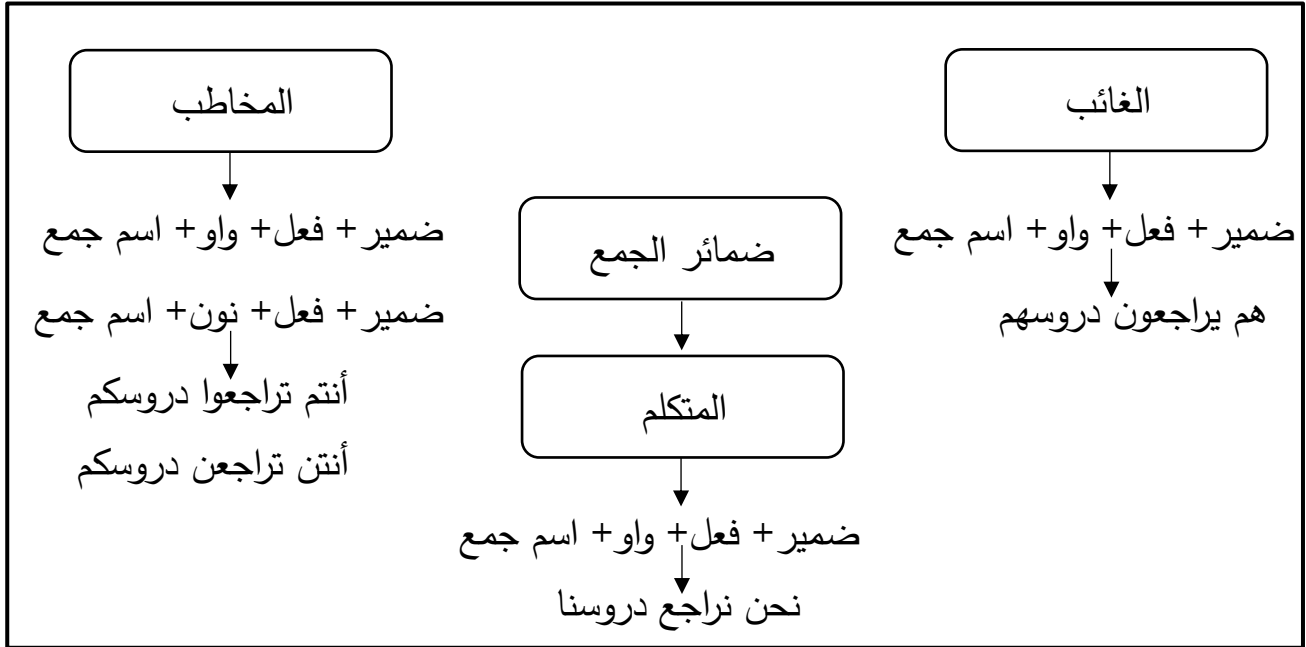 الغائب
ضمير + فعل+ واو+ اسم جمع
هم يراجعون دروسهم
ضمائر الجمع
المتكلم
ضمير + فعل+ واو+ اسم جمع
نحن نراجع دروسنا
المخاطب
ضمير + فعل+ واو+ اسم جمع
ضمير + فعل+ نون+ اسم جمع
أنتم تراجعوا دروسكم
أنتن تراجعن دروسكم